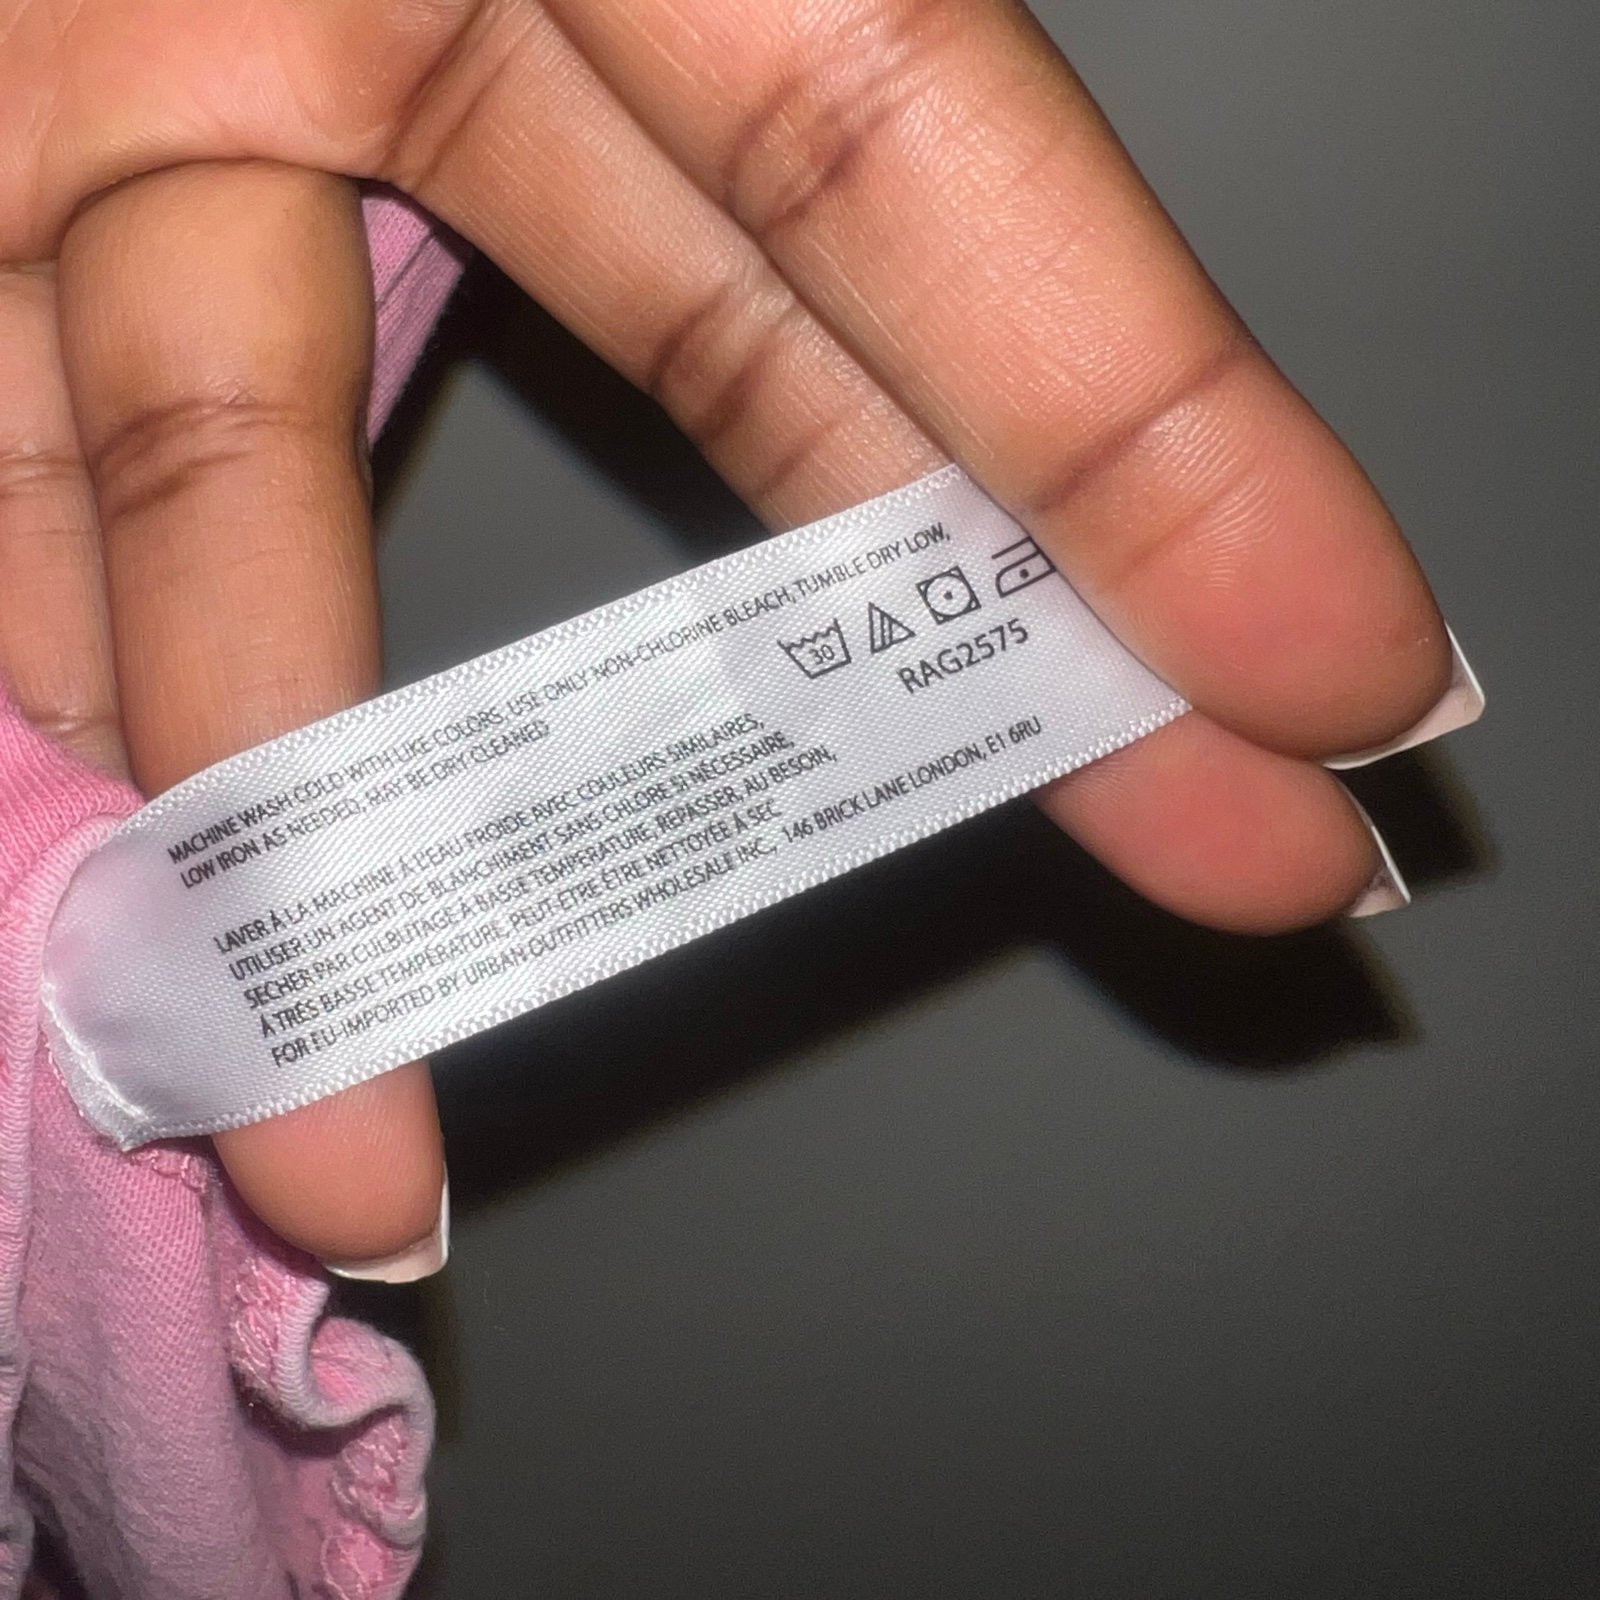 MACHINE WASH COLD WITH LIKE COLORS, USE ONLY NON-CHLORINE BLEACH, TUMBLE DRY LOW,
LOW IRON AS NEEDED, MAY BE DRY CLEANED
30
RAG2575
LAVER À LA MACHINE À L'EAU FROIDE AVEC COULEURS SIMILAIRES,
UTILISER UN AGENT DE BLANCHIMENT SANS CHLORE SI NÉCESSAIRE,
SECHER PAR CULBUTAGE A BASSE TEMPERATURE, REPASSER, AU BESOIN,
À TRÉS BASSE TEMPÉRATURE, PEUT-ÊTRE ÊTRE NETTOYÉE À SEC
FOR EU-IMPORTED BY URBAN OUTFITTERS WHOLESALE INC., 146 BRICK LANE LONDON, E1 6RU